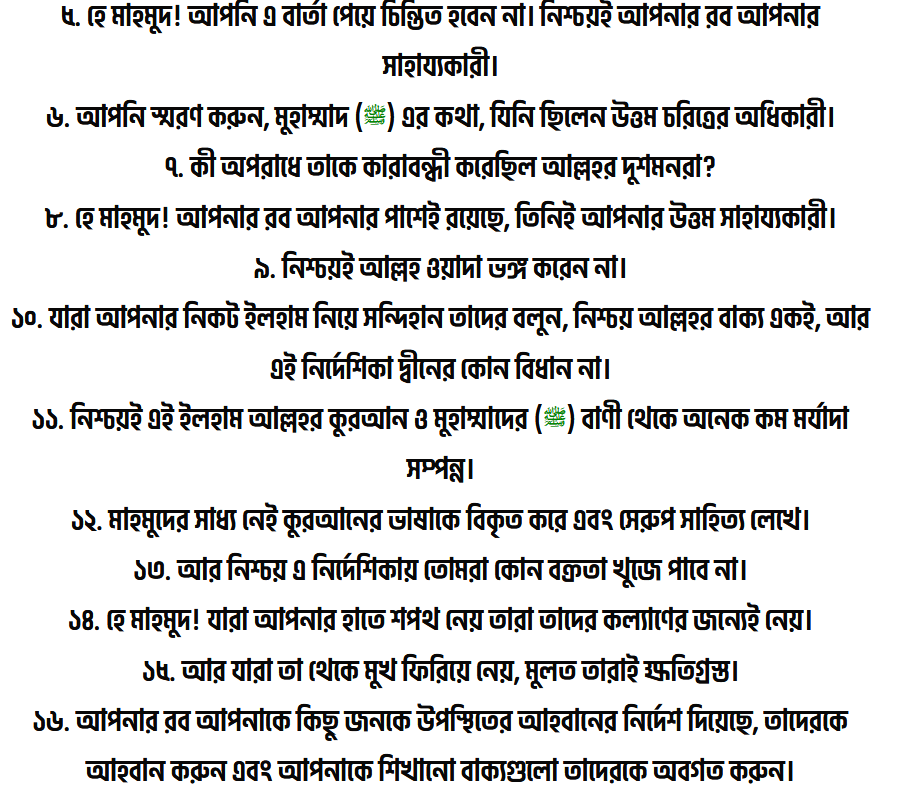 ৫. হে মাহমুদ! আপনি এ বার্তা পেয়ে চিন্তিত হবেন না। নিশ্চয়ই আপনার রব আপনার
সাহায্যকারী।
৬. আপনি স্মরণ করুন, মুহাম্মাদ (ﷺ) এর কথা, যিনি ছিলেন উত্তম চরিত্রের অধিকারী।
৭. কী অপরাধে তাকে কারাবন্ধী করেছিল আল্লহর দুশমনরা?
৮. হে মাহমুদ! আপনার রব আপনার পাশেই রয়েছে, তিনিই আপনার উত্তম সাহায্যকারী।
৯. নিশ্চয়ই আল্লহ ওয়াদা ভঙ্গ করেন না।
১০. যারা আপনার নিকট ইলহাম নিয়ে সন্দিহান তাদের বলুন, নিশ্চয় আল্লহর বাক্য একই, আর
এই নির্দেশিকা দ্বীনের কোন বিধান না।
১১. নিশ্চয়ই এই ইলহাম আল্লহর কুরআন ও মুহাম্মাদের (ﷺ) বাণী থেকে অনেক কম মর্যাদা
সম্পন্ন।
১২. মাহমুদের সাধ্য নেই কুরআনের ভাষাকে বিকৃত করে এবং সেরুপ সাহিত্য লেখে।
১৩. আর নিশ্চয় এ নির্দেশিকায় তোমরা কোন বক্রতা খুজে পাবে না।
১৪. হে মাহমুদ! যারা আপনার হাতে শপথ নেয় তারা তাদের কল্যাণের জন্যেই নেয়।
১৫. আর যারা তা থেকে মুখ ফিরিয়ে নেয়, মুলত তারাই ক্ষতিগ্রস্ত।
১৬. আপনার রব আপনাকে কিছু জনকে উপস্থিতের আহবানের নির্দেশ দিয়েছে, তাদেরকে
আহবান করুন এবং আপনাকে শিখানো বাক্যগুলো তাদেরকে অবগত করুন।